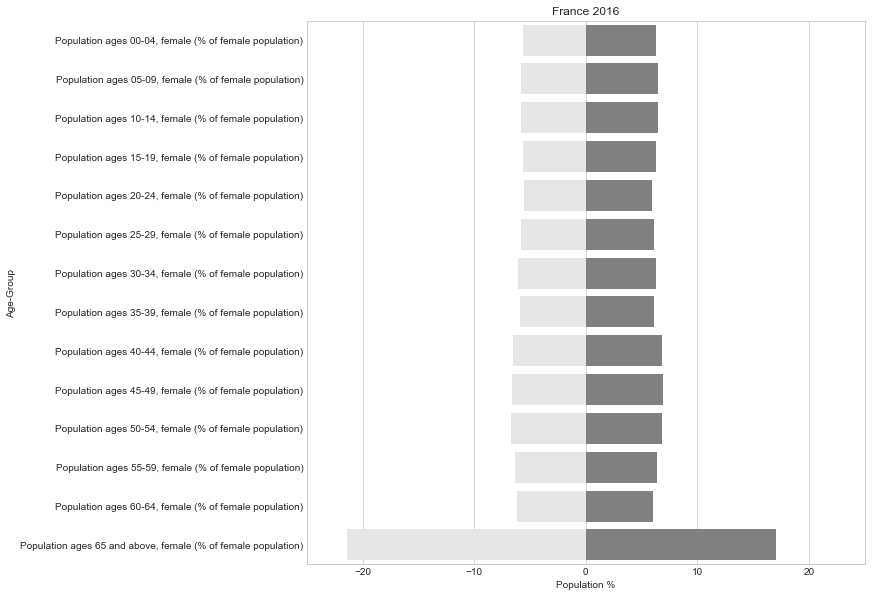 France 2016
Population ages 00-04, female (% of female population)
Population ages 05-09, female (% of female population)
Population ages 10-14, female (% of female population)
Population ages 15-19, female (% of female population)
Population ages 20-24, female (% of female population)
Population ages 25-29, female (% of female population)
Population ages 30-34, female (% of female population)
Population ages 35-39, female (% of female population)
Population ages 40-44, female (% of female population)
Population ages 45-49, female (% of female population)
Population ages 50-54, female (% of female population)
Population ages 55-59, female (% of female population)
Population ages 60-64, female (% of female population)
Population ages 65 and above, female (% of female population)
Age-Group
−20 −10 0 10 20
Population %